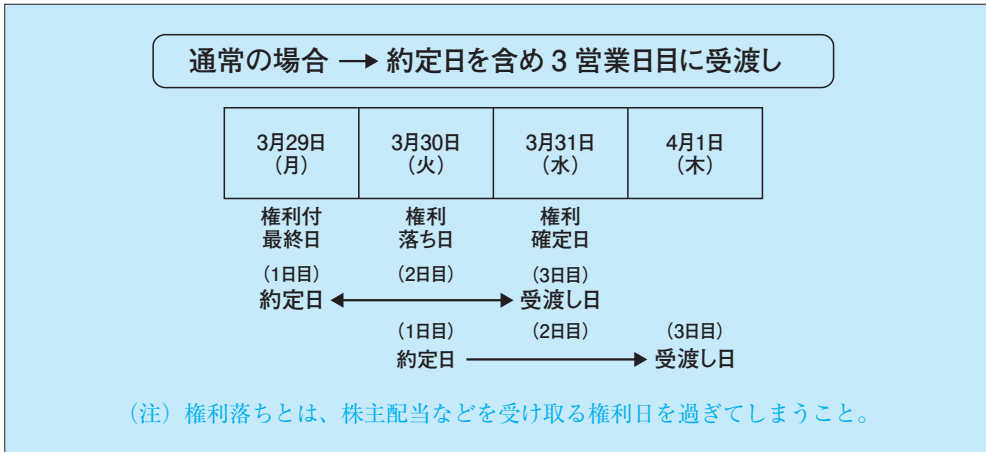 通常の場合 → 約定日を含め3営業日目に受渡し
3月29日 3月30日 3月31日 4月1日
（月） （火） （水） （木）
権利付 権利 権利
最終日 落ち日 確定日
（1日目） （2日目） （3日目）
約定日 受渡し日
（1日目） （2日目） （3日目）
約定日 受渡し日
（注）権利落ちとは、株主配当などを受け取る権利日を過ぎてしまうこと。